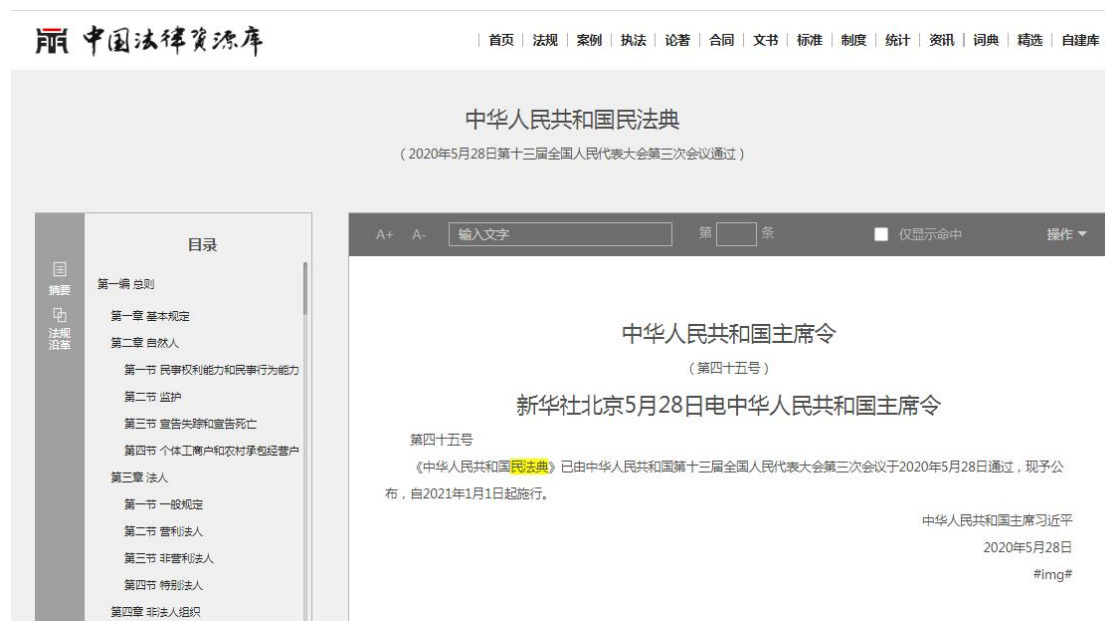 中国法律资源库
首页 法规 案例 执法 论著 合同 文书 标准 制度 统计 资讯 词典 精选 自建库
中华人民共和国民法典
(2020年5月28日第十三届全国人民代表大会第三次会议通过)
摘要
法规
沿革
目录
第一编 总则
第一章 基本规定
第二章 自然人
第一节 民事权利能力和民事行为能力
第二节 监护
第三节 宣告失踪和宣告死亡
第四节 个体工商户和农村承包经营户
第三章 法人
第一节 一般规定
第二节 营利法人
第三节 非营利法人
第四节 特别法人
第四章 非法人组织
A+ A- 输入文字 第 条 仅显示命中 操作
中华人民共和国主席令
(第四十五号)
新华社北京5月28日电中华人民共和国主席令
第四十五号
《中华人民共和国民法典》已由中华人民共和国第十三届全国人民代表大会第三次会议于2020年5月28日通过,现予公
布,自2021年1月1日起施行。
中华人民共和国主席习近平
2020年5月28日
#img#